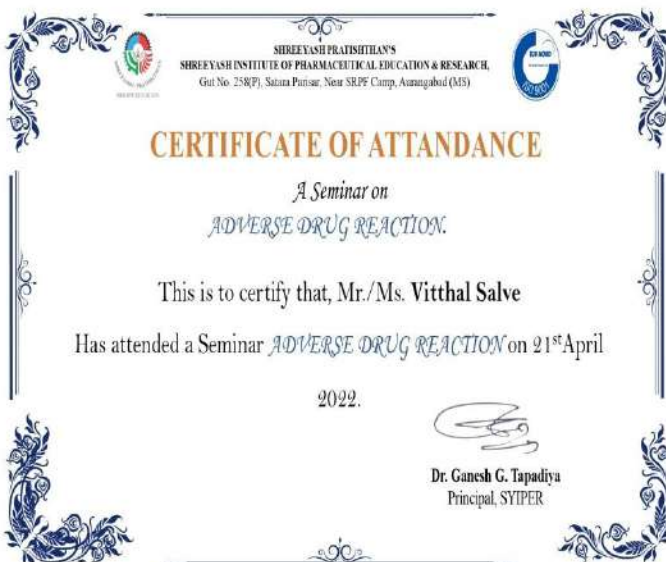 SHREEYASH PRATISHTHAN'S
SHREEYASH INSTITUTE OF PHARMACEUTICAL EDUCATION & RESEARCH,
Gut No. 258(P), Satara Parisar, Near SRPF Camp, Aurangabad (MS)
CERTIFICATE OF ATTANDANCE
A Seminar on
ADVERSE DRUG REACTION.
This is to certify that, Mr./Ms. Vitthal Salve
Has attended a Seminar ADVERSE DRUG REACTION on 21st April
2022.
Dr. Ganesh G. Tapadiya
Principal, SYIPER